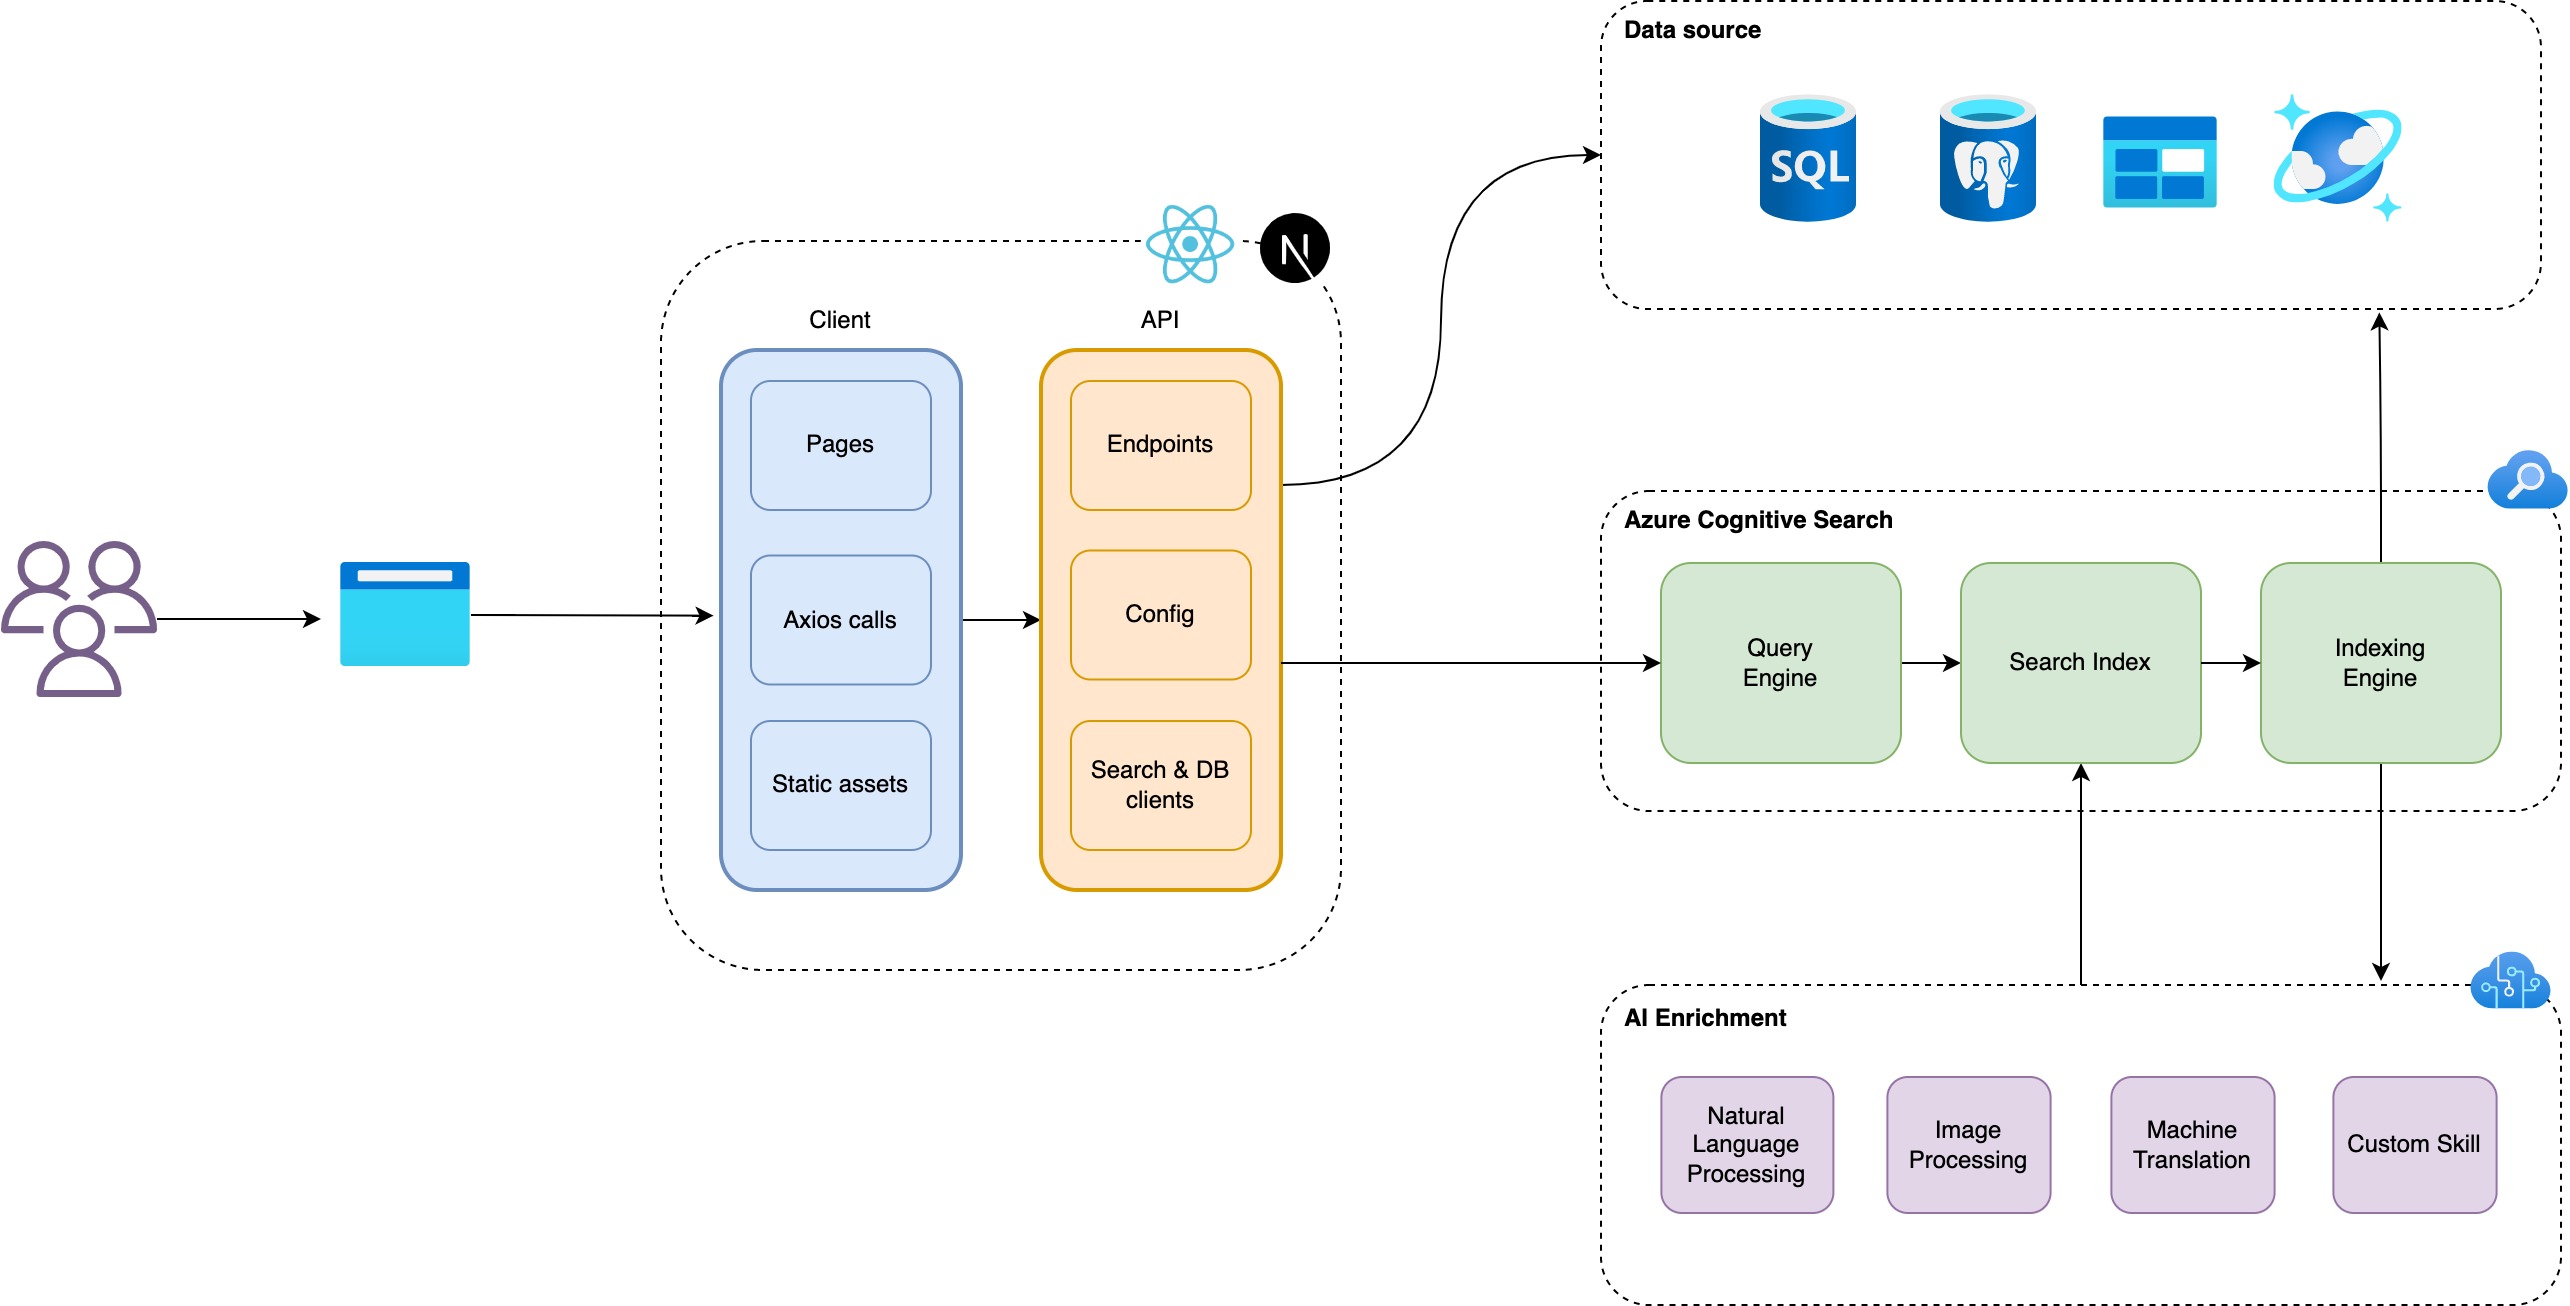 Data source
SQL
N
Client
API
Pages
Endpoints
Axios calls
Config
Static assets
Search & DB
clients
Azure Cognitive Search
Query
Engine
Search Index
Indexing
Engine
AI Enrichment
Natural
Language
Processing
Image
Processing
Machine
Translation
Custom Skill